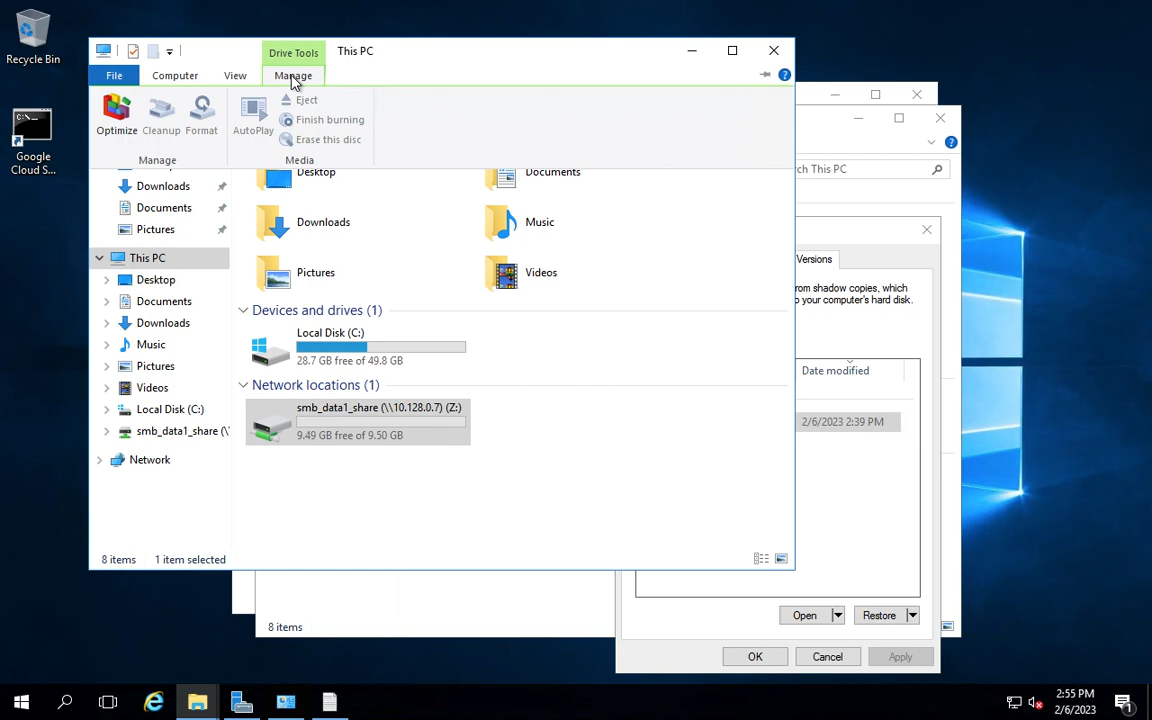 Recycle Bin
Google
Cloud S...
Drive Tools
This PC
File
Computer
View
Manage
Optimize
Cleanup
Format
AutoPlay
Eject
Finish burning
Erase this disc
Manage
Media
Downloads
Documents
Pictures
This PC
Desktop
Documents
Downloads
Music
Pictures
Videos
Local Disk (C:)
smb_data1_share (\\
Network
Desktop
Documents
Downloads
Music
Pictures
Videos
Devices and drives (1)
Local Disk (C:)
28.7 GB free of 49.8 GB
Network locations (1)
smb_data1_share (\\10.128.0.7) (Z:)
9.49 GB free of 9.50 GB
8 items
1 item selected
ch This PC
Versions
from shadow copies, which
o your computer's hard disk.
Date modified
2/6/2023 2:39 PM
Open
Restore
OK
Cancel
Apply
8 items
2:55 PM
2/6/2023
1